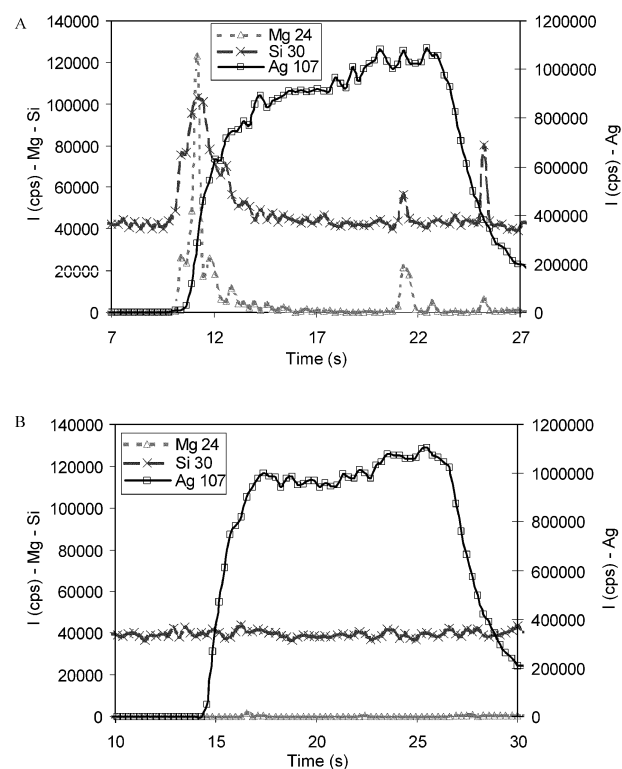 A
140000
120000
100000
80000
60000
40000
20000
0
I (cps) - Mg - Si
Mg 24
Si 30
Ag 107
1200000
1000000
800000
600000
400000
200000
0
I (cps) - Ag
7 12 17 22 27
Time (s)
B
140000
120000
100000
80000
60000
40000
20000
0
I (cps) - Mg - Si
Mg 24
Si 30
Ag 107
1200000
1000000
800000
600000
400000
200000
0
I (cps) - Ag
10 15 20 25 30
Time (s)